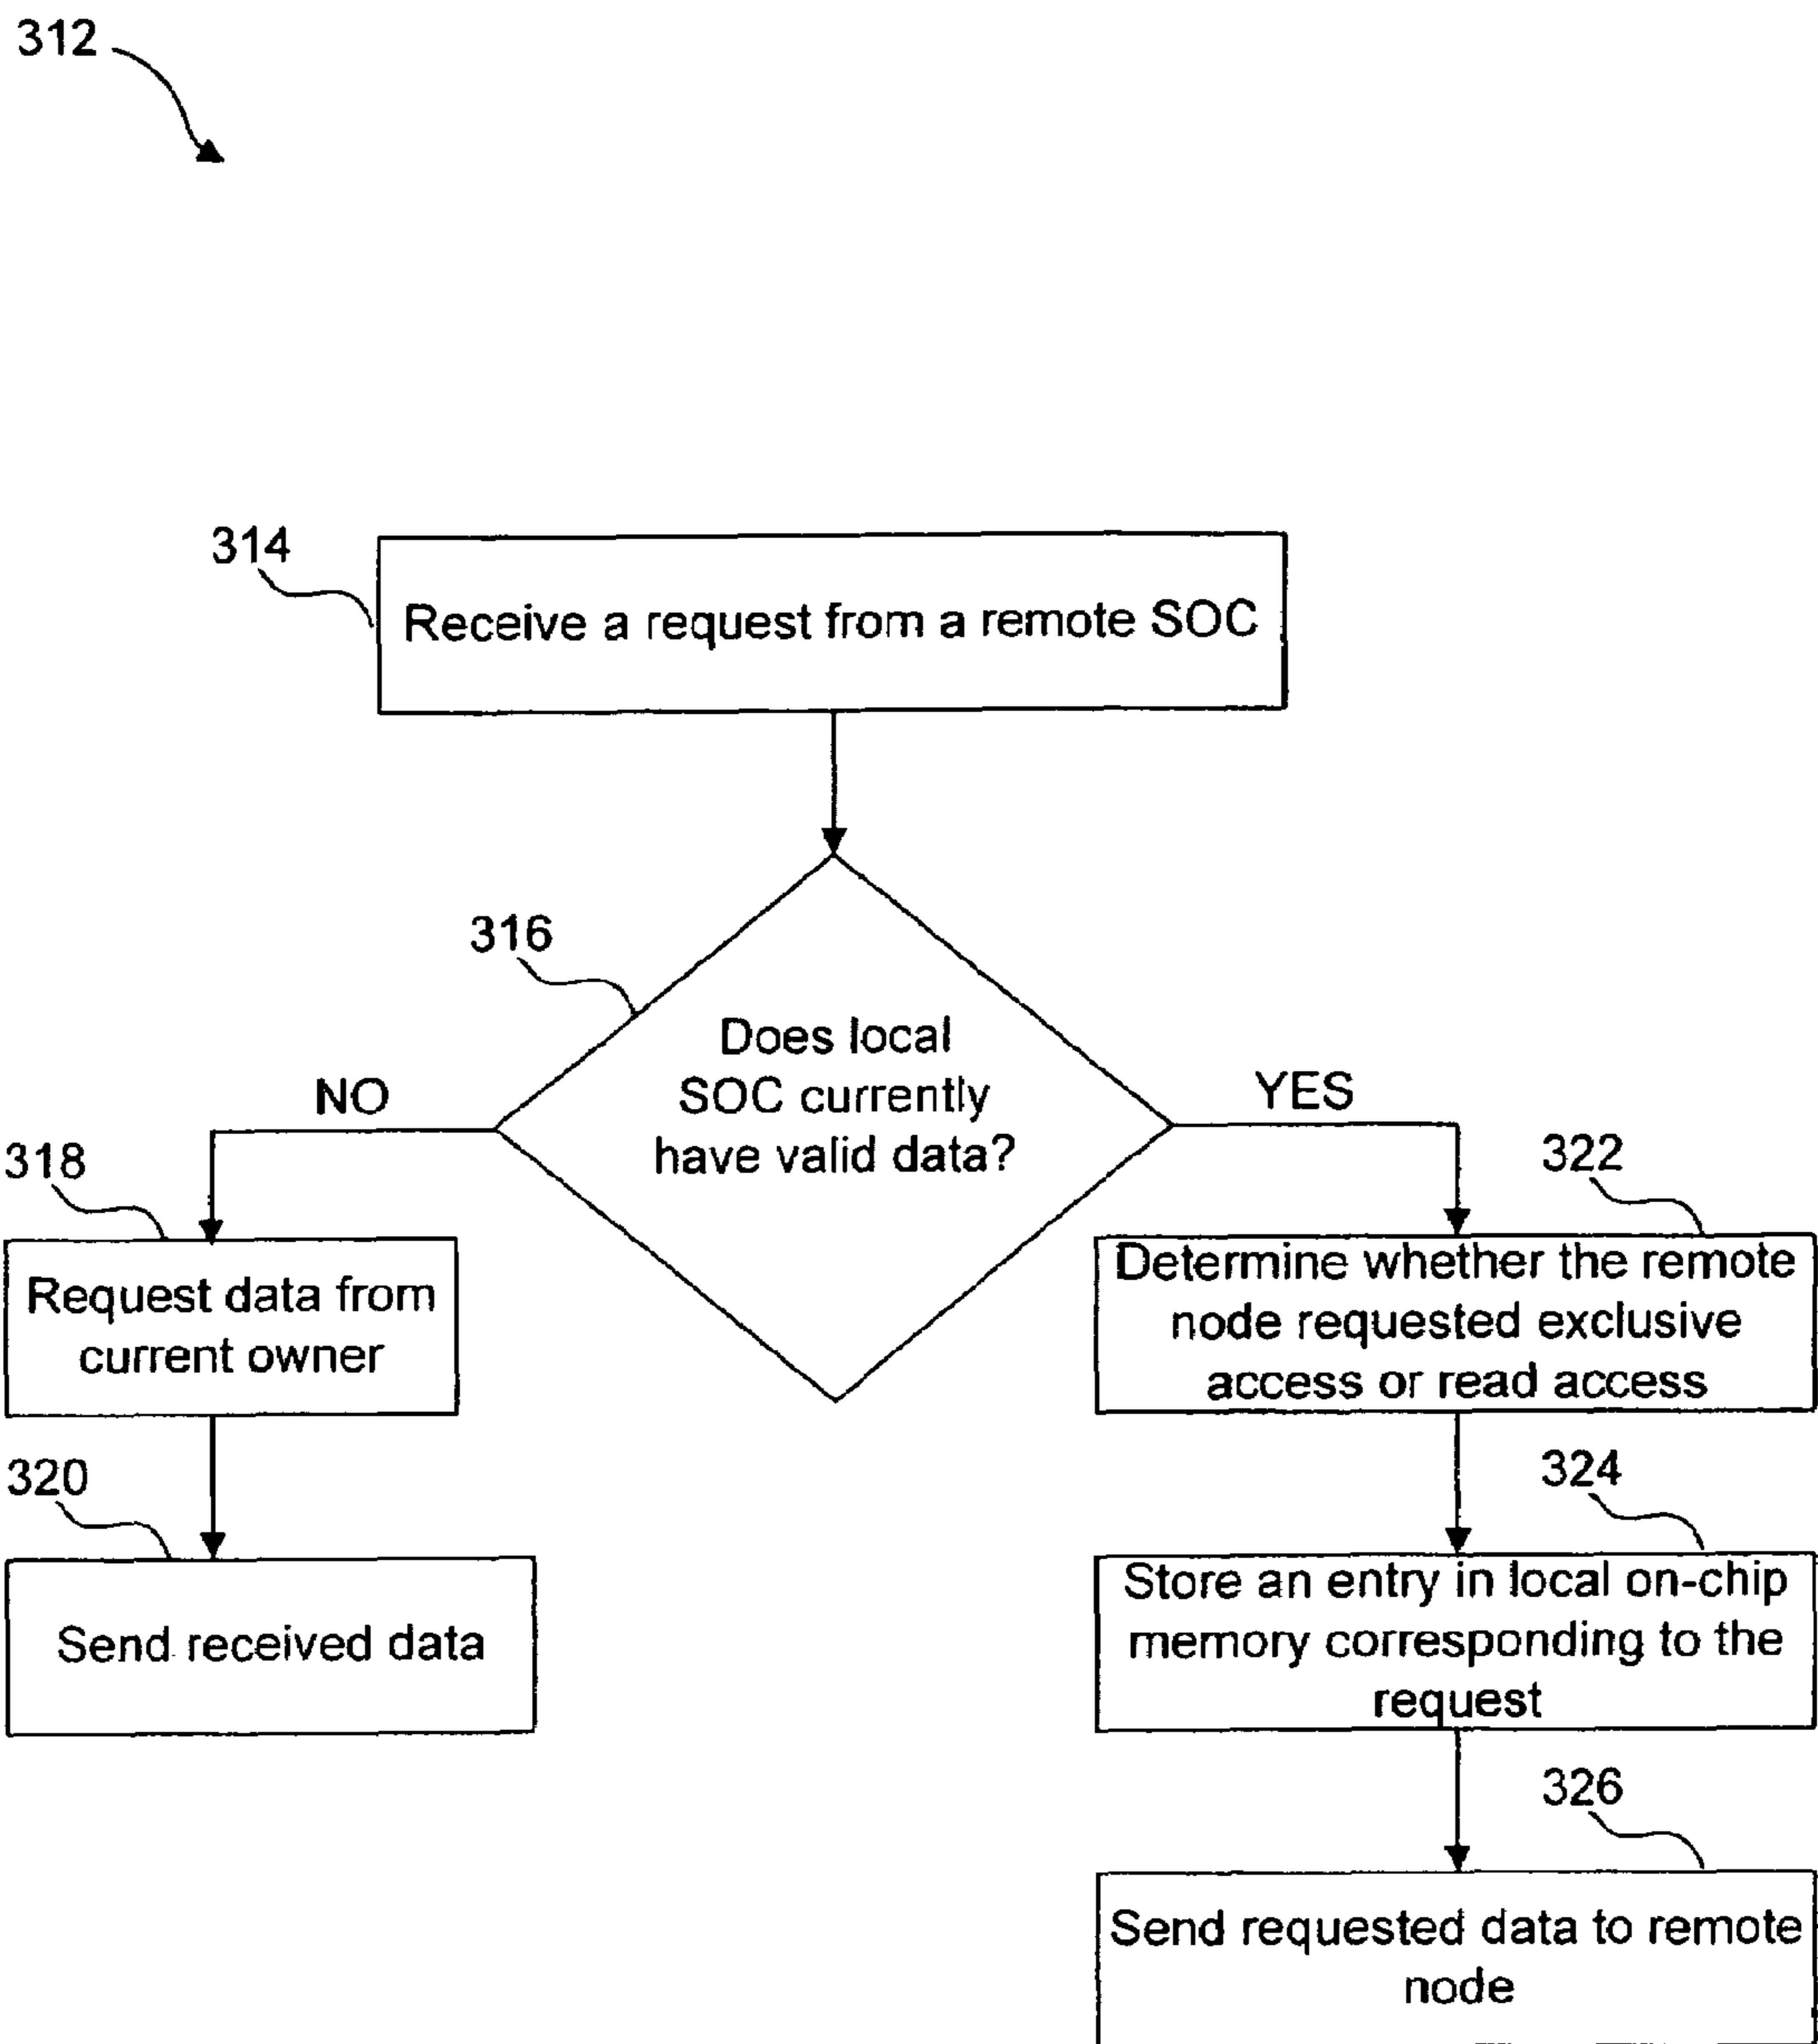 312
314
Receive a request from a remote SOC
316
Does local
SOC currently
have valid data?
NO
YES
318
Request data from
current owner
320
Send received data
322
Determine whether the remote
node requested exclusive
access or read access
324
Store an entry in local on-chip
memory corresponding to the
request
326
Send requested data to remote
node